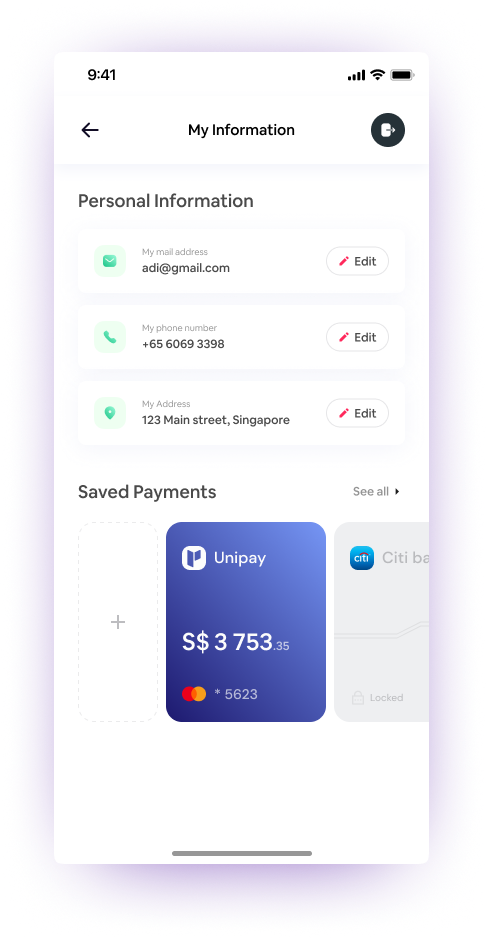 9:41
My Information
Personal Information
My mail address
adi@gmail.com
Edit
My phone number
+65 6069 3398
Edit
My Address
123 Main street, Singapore
Edit
Saved Payments
See all
Unipay
S$ 3 753.35
* 5623
citi
Citi ba
Locked